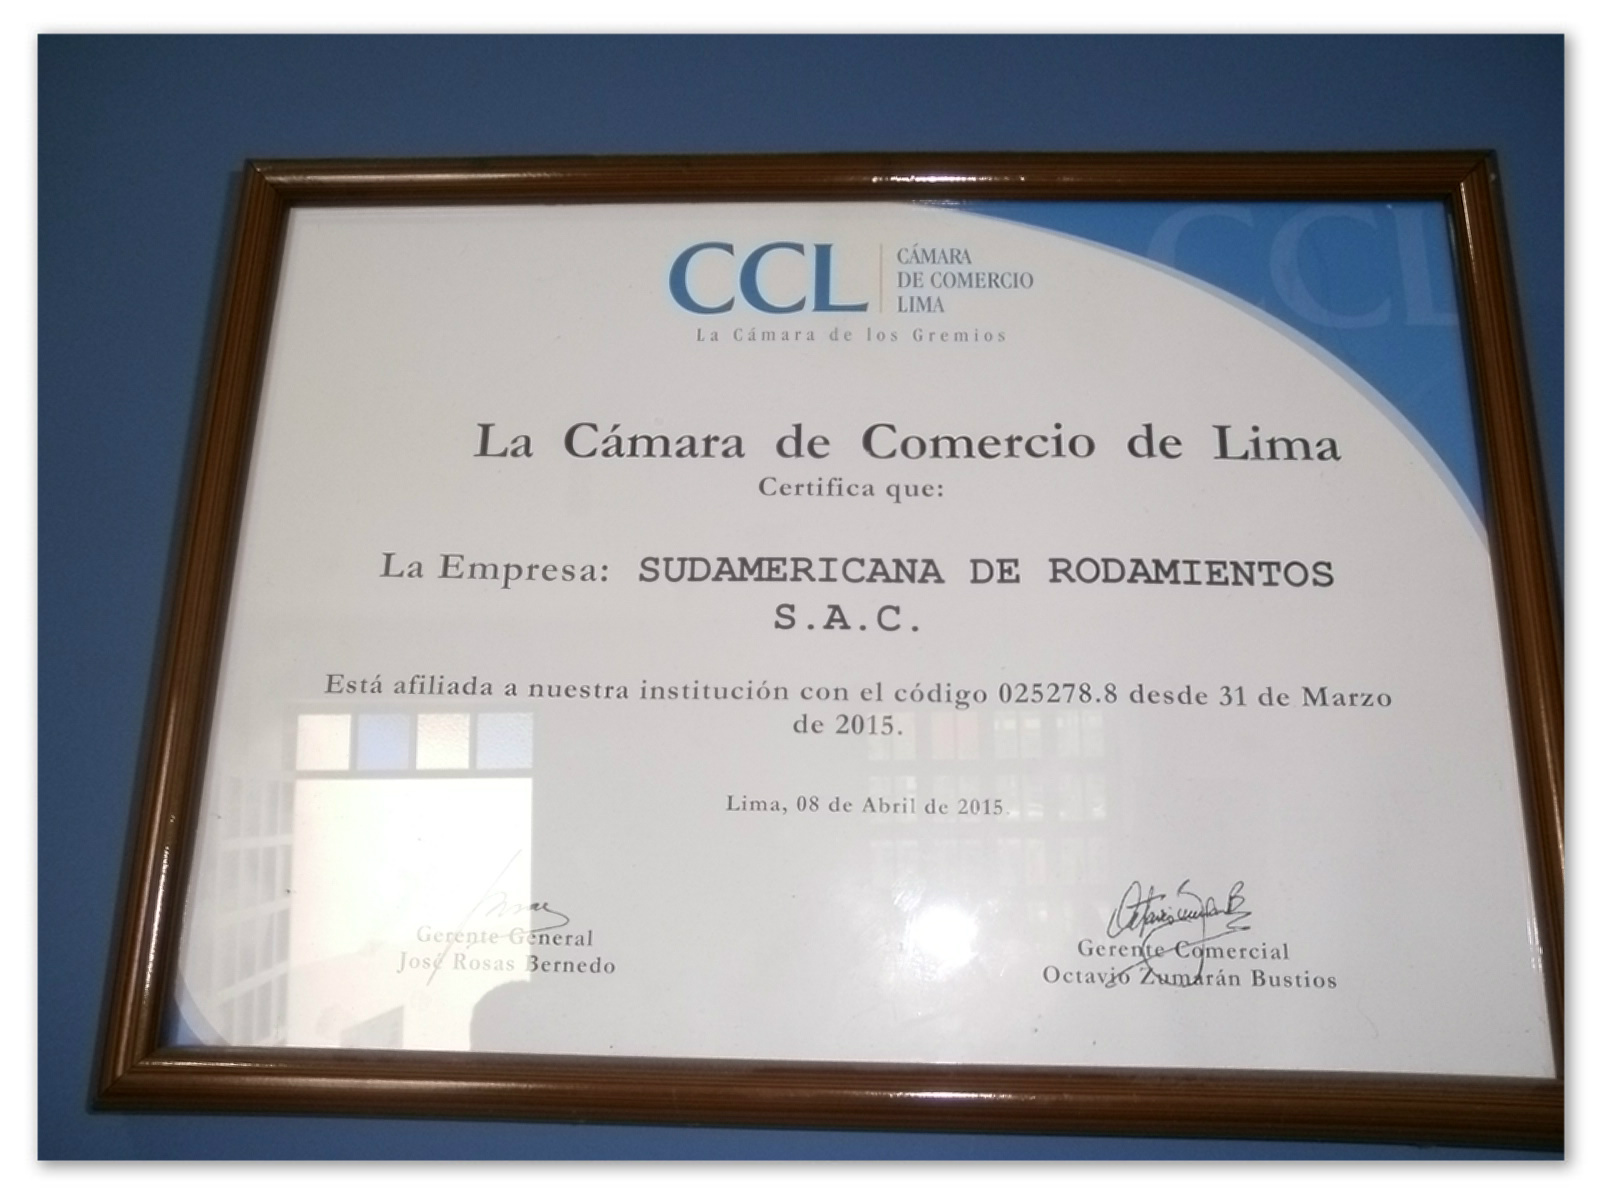 CCL
CÁMARA
DE COMERCIO
LIMA
La Cámara de los Gremios
CCL
La Cámara de Comercio de Lima
Certifica que:
La Empresa: SUDAMERICANA DE RODAMIENTOS
S.A.C.
Está afiliada a nuestra institución con el código 025278.8 desde 31 de Marzo
de 2015.
Lima, 08 de Abril de 2015.
Gerente General
José Rosas Bernedo
Gerente Comercial
Octavio Zumarán Bustios